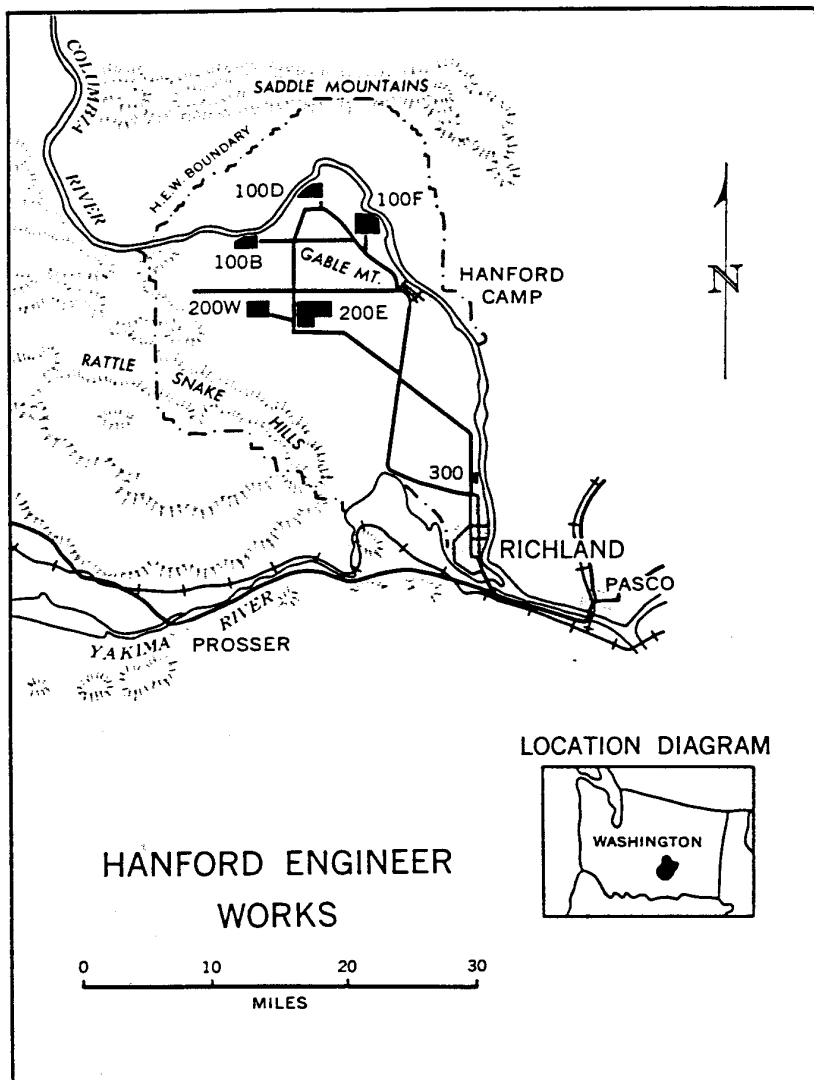 COLUMBIA
RIVER
SADDLE MOUNTAINS
H.E.W. BOUNDARY
100D
100F
100B
GABLE MT.
HANFORD
CAMP
N
200W
200E
RATTLE
SNAKE
HILLS
300
RICHLAND
PASCO
YAKIMA
RIVER
PROSSER
LOCATION DIAGRAM
WASHINGTON
HANFORD ENGINEER
WORKS
0 10 20 30
MILES